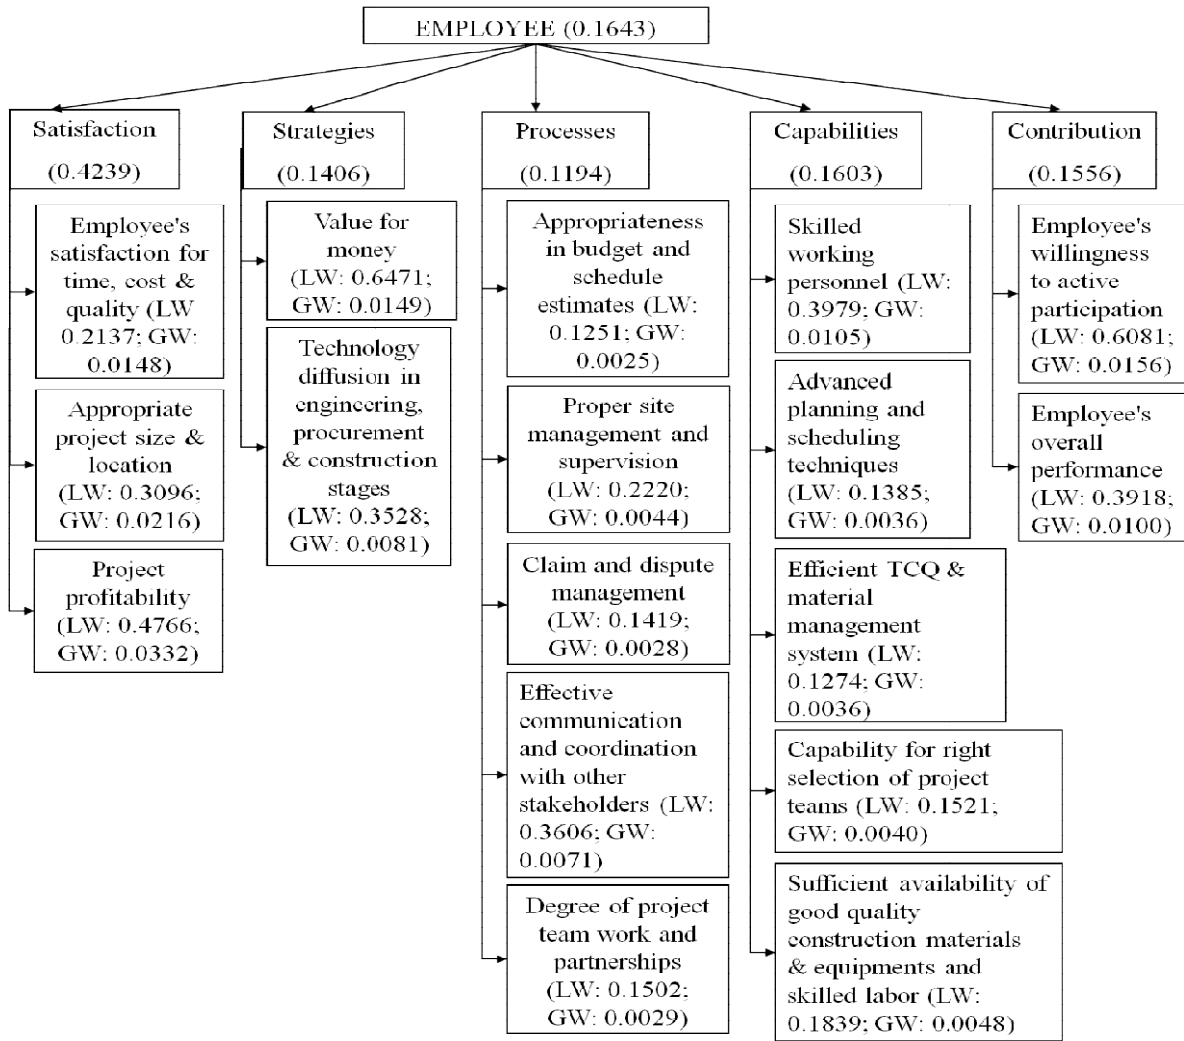 EMPLOYEE (0.1643)
Satisfaction
(0.4239)
Employee's
satisfaction for
time, cost &
quality (LW
0.2137; GW:
0.0148)
Appropriate
project size &
location
(LW: 0.3096;
GW: 0.0216)
Project
profitability
(LW: 0.4766;
GW: 0.0332)
Strategies
(0.1406)
Value for
money
(LW: 0.6471;
GW: 0.0149)
Technology
diffusion in
engineering,
procurement
& construction
stages
(LW: 0.3528;
GW: 0.0081)
Processes
(0.1194)
Appropriateness
in budget and
schedule
estimates (LW:
0.1251; GW:
0.0025)
Proper site
management and
supervision
(LW: 0.2220;
GW: 0.0044)
Claim and dispute
management
(LW: 0.1419;
GW: 0.0028)
Effective
communication
and coordination
with other
stakeholders (LW:
0.3606; GW:
0.0071)
Degree of project
team work and
partnerships
(LW: 0.1502;
GW: 0.0029)
Capabilities
(0.1603)
Skilled
working
personnel (LW:
0.3979; GW:
0.0105)
Advanced
planning and
scheduling
techniques
(LW: 0.1385;
GW: 0.0036)
Efficient TCQ &
material
management
system (LW:
0.1274; GW:
0.0036)
Capability for right
selection of project
teams (LW: 0.1521;
GW: 0.0040)
Sufficient availability of
good quality
construction materials
& equipments and
skilled labor (LW:
0.1839; GW: 0.0048)
Contribution
(0.1556)
Employee's
willingness
to active
participation
(LW: 0.6081;
GW: 0.0156)
Employee's
overall
performance
(LW: 0.3918;
GW: 0.0100)